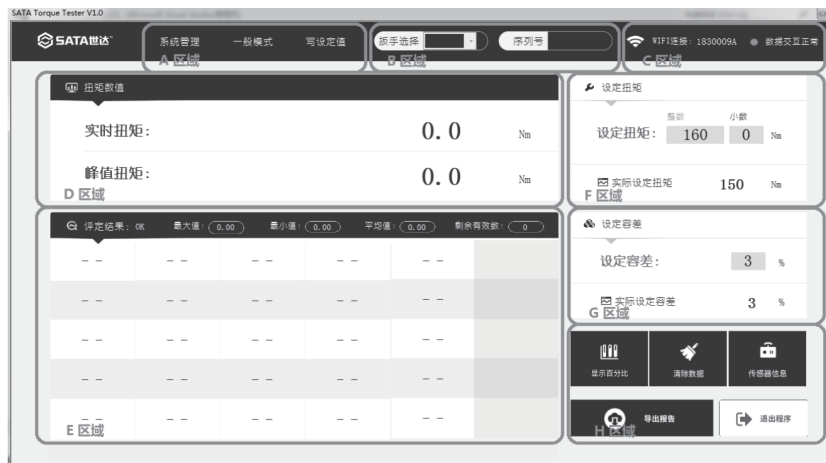 SATA Torque Tester V1.0
SATA世达 系统管理 一般模式 写设定值 扳手选择 序列号 WIFI连接: 1830009A 数据交互正常
A 区域 B 区域 C 区域
扭矩数值
实时扭矩: 0.0 Nm
峰值扭矩: 0.0 Nm
D 区域
设定扭矩
整数 小数
设定扭矩: 160 0 Nm
实际设定扭矩 150 Nm
F 区域
评定结果: OK 最大值: 0.00 最小值: 0.00 平均值: 0.00 剩余有效数: 0
-- -- -- -- --
-- -- -- -- --
-- -- -- -- --
-- -- -- -- --
-- -- -- -- --
E 区域
设定容差
设定容差: 3 %
实际设定容差 3 %
G 区域
显示百分比 清除数据 传感器信息
导出报告 退出程序
H 区域